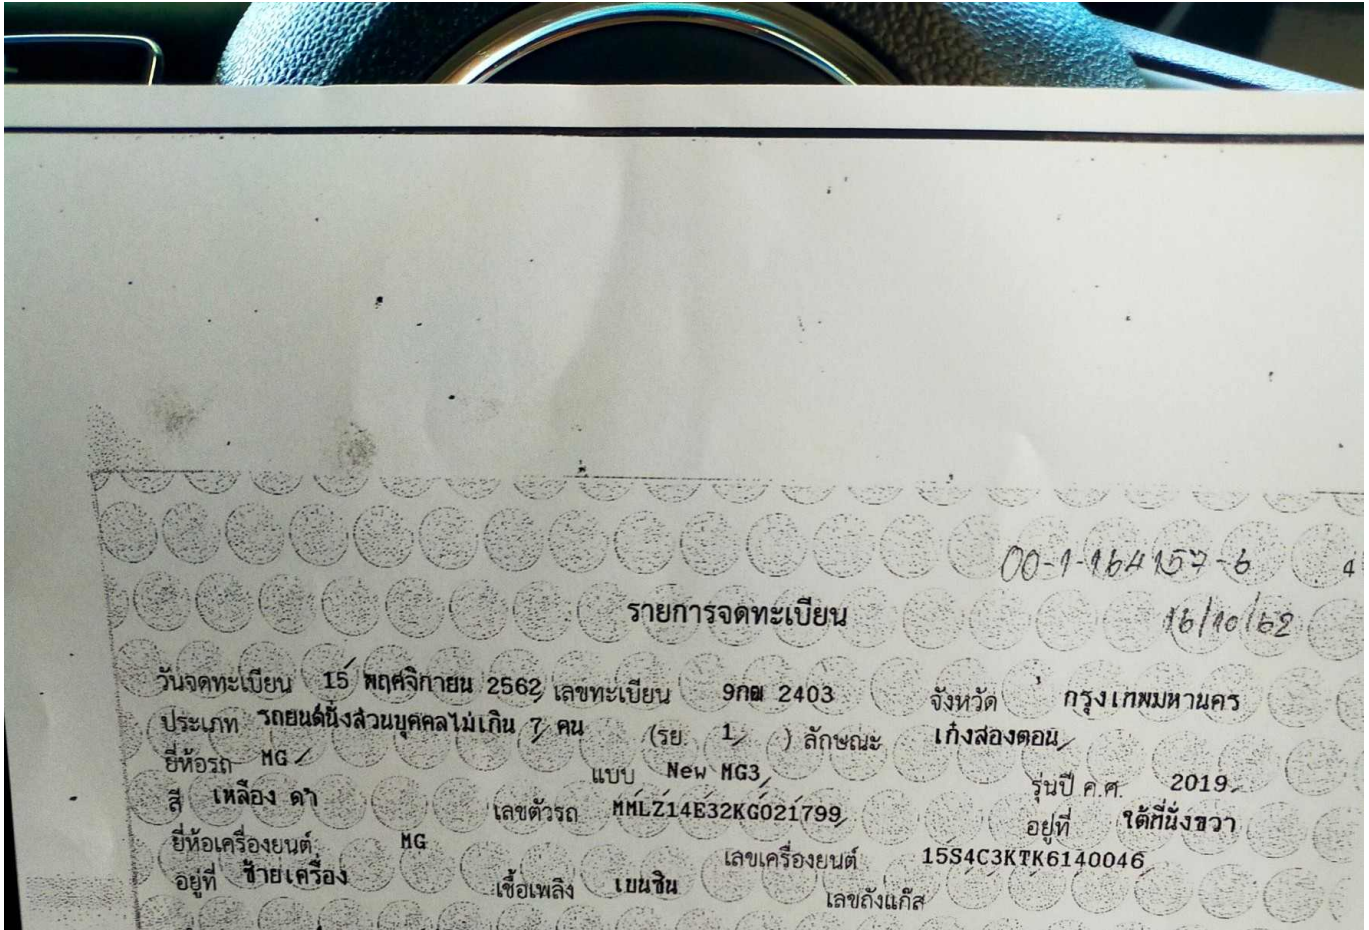 00-1-164157-6 4
รายการจดทะเบียน 16/10/62
วันจดทะเบียน 15 พฤศจิกายน 2562 เลขทะเบียน 9กฒ 2403 จังหวัด กรุงเทพมหานคร
ประเภท รถยนต์นั่งส่วนบุคคลไม่เกิน 7 คน (รย. 1 ) ลักษณะ เก๋งสองตอน
ยี่ห้อรถ MG แบบ New MG3 รุ่นปี ค.ศ. 2019
สี เหลือง ดำ เลขตัวรถ MMLZ14E32KG021799 อยู่ที่ ใต้ที่นั่งขวา
ยี่ห้อเครื่องยนต์ MG เลขเครื่องยนต์ 15S4C3KTK6140046
อยู่ที่ ซ้ายเครื่อง เชื้อเพลิง เบนซิน เลขถังแก๊ส